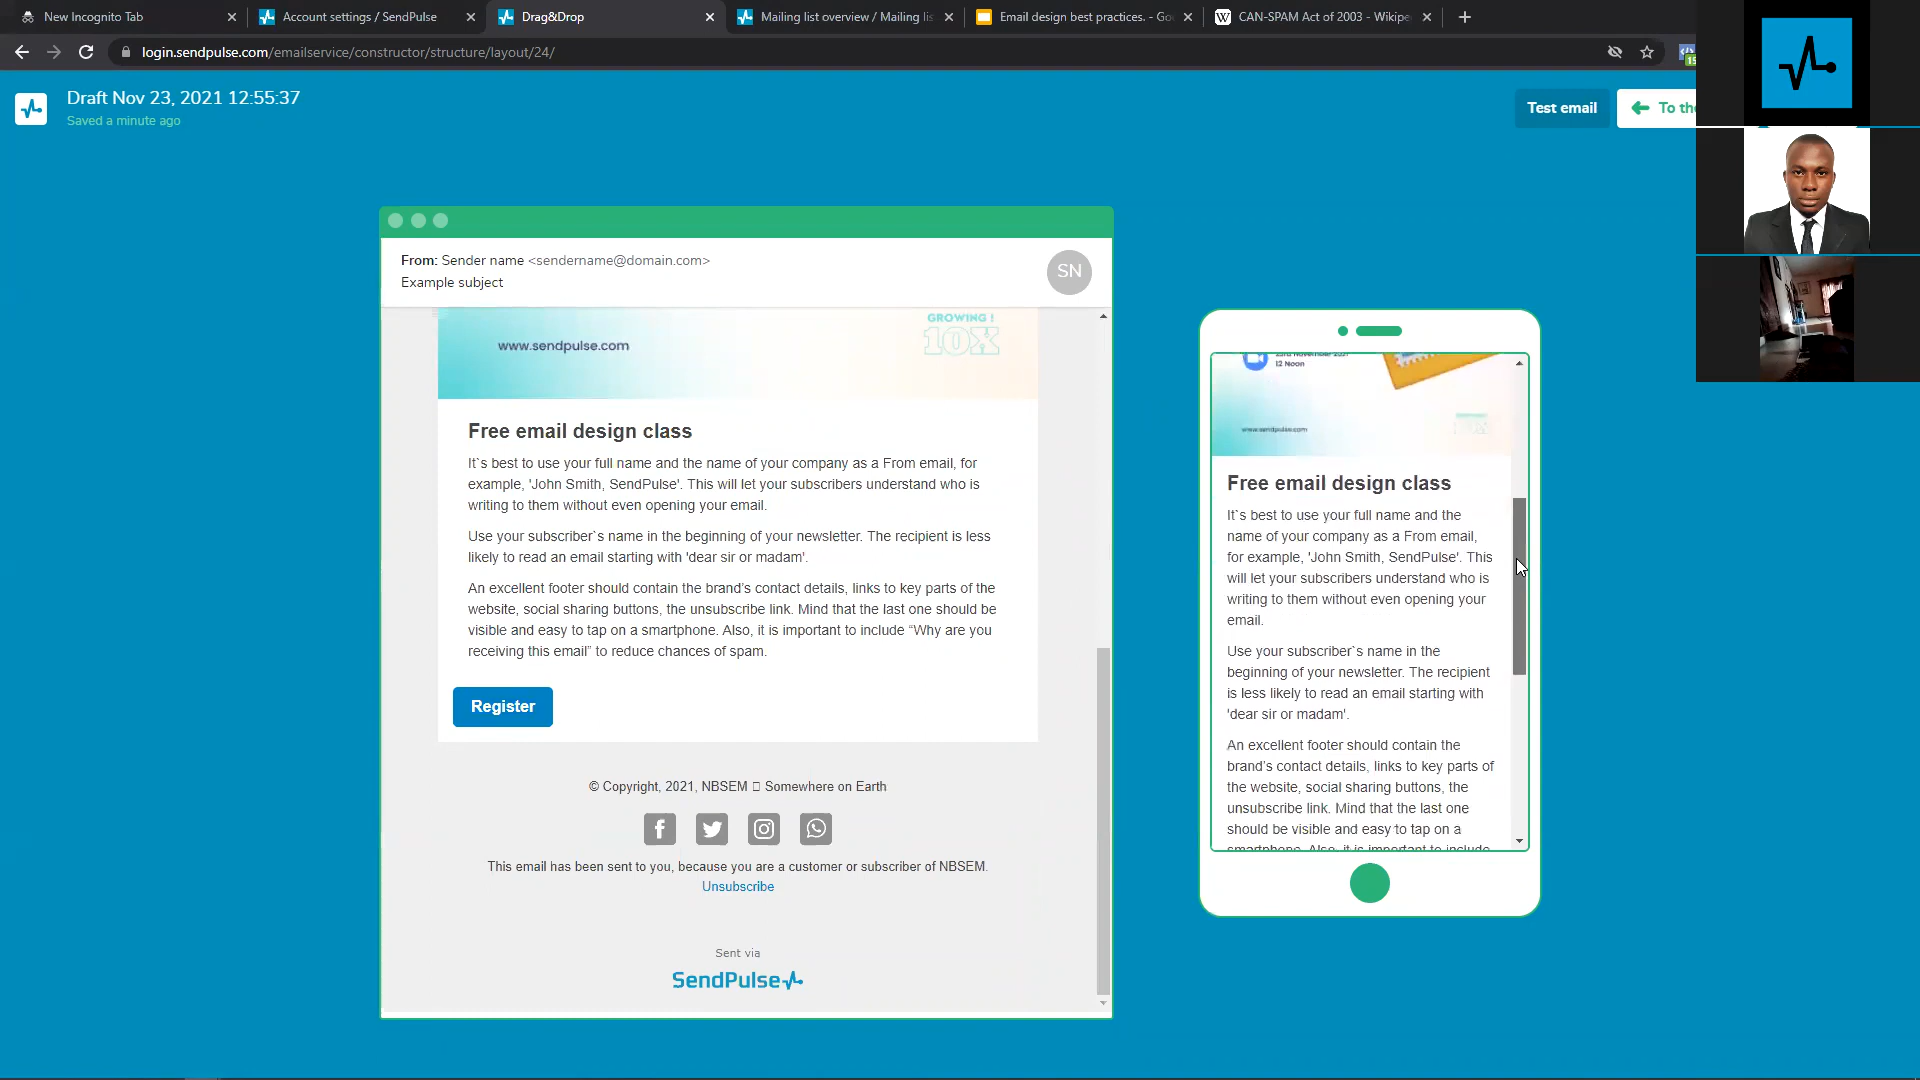 New Incognito Tab
Account settings / SendPulse
Drag&Drop
Mailing list overview / Mailing lis
Email design best practices. - Go
CAN-SPAM Act of 2003 - Wikipe
login.sendpulse.com/emailservice/constructor/structure/layout/24/
15
Draft Nov 23, 2021 12:55:37
Saved a minute ago
Test email
To the
From: Sender name <sendername@domain.com>
Example subject
SN
GROWING !
10X
www.sendpulse.com
Free email design class
It`s best to use your full name and the name of your company as a From email, for
example, 'John Smith, SendPulse'. This will let your subscribers understand who is
writing to them without even opening your email.
Use your subscriber`s name in the beginning of your newsletter. The recipient is less
likely to read an email starting with 'dear sir or madam'.
An excellent footer should contain the brand’s contact details, links to key parts of the
website, social sharing buttons, the unsubscribe link. Mind that the last one should be
visible and easy to tap on a smartphone. Also, it is important to include “Why are you
receiving this email” to reduce chances of spam.
Register
© Copyright, 2021, NBSEM  Somewhere on Earth
This email has been sent to you, because you are a customer or subscriber of NBSEM.
Unsubscribe
Sent via
SendPulse
23rd November 2021
12 Noon
www.sendpulse.com
10X
Free email design class
It`s best to use your full name and the
name of your company as a From email,
for example, 'John Smith, SendPulse'. This
will let your subscribers understand who is
writing to them without even opening your
email.
Use your subscriber`s name in the
beginning of your newsletter. The recipient
is less likely to read an email starting with
'dear sir or madam'.
An excellent footer should contain the
brand’s contact details, links to key parts of
the website, social sharing buttons, the
unsubscribe link. Mind that the last one
should be visible and easy to tap on a
smartphone. Also, it is important to include